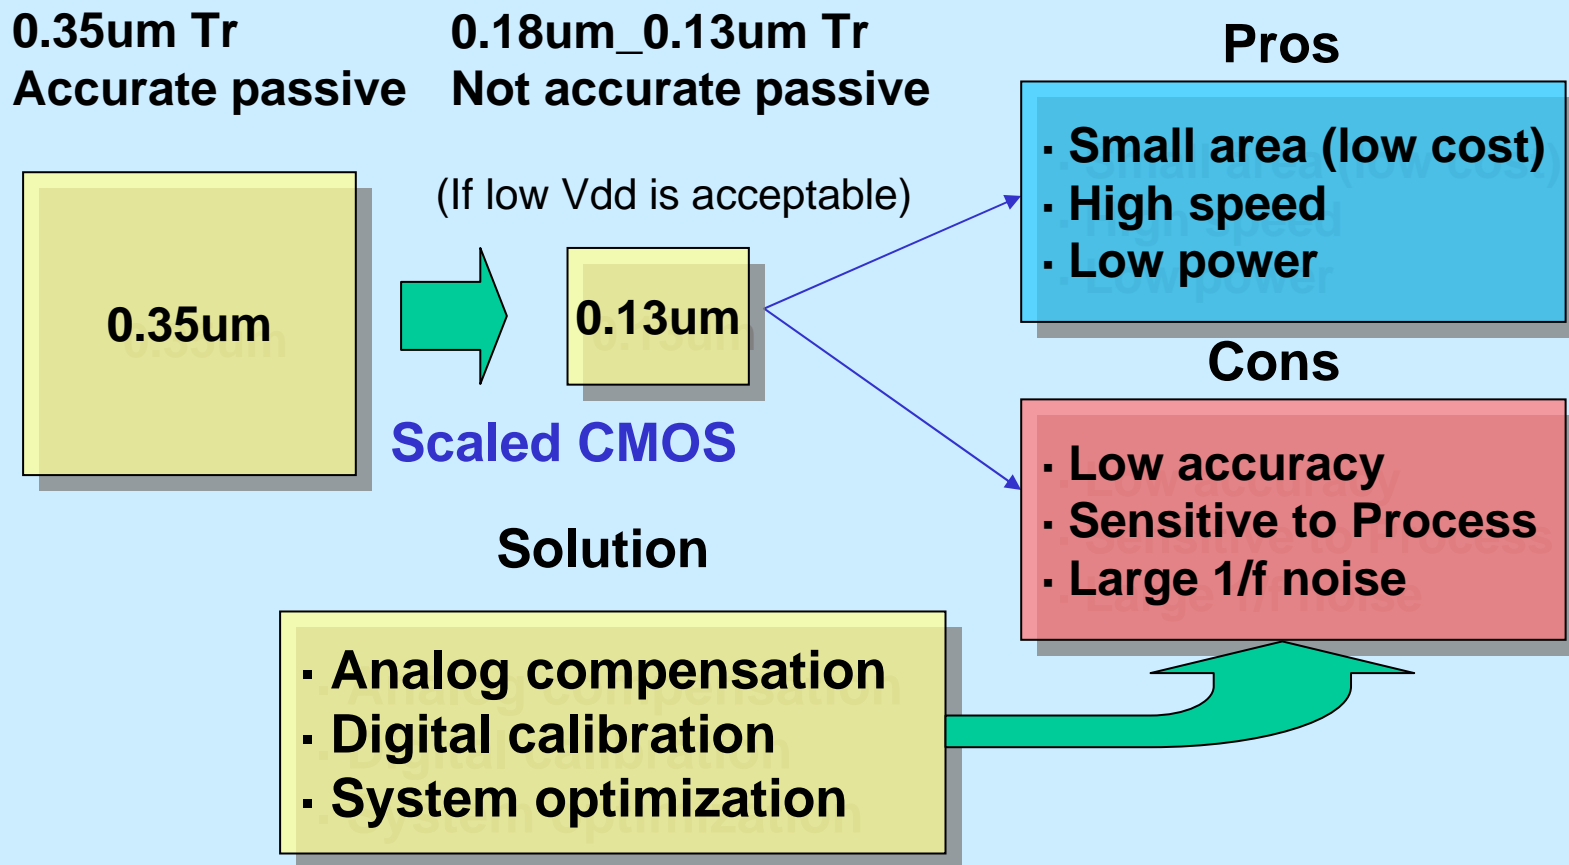 0.35um Tr
Accurate passive
0.18um_0.13um Tr
Not accurate passive
(If low Vdd is acceptable)
0.35um
0.13um
Scaled CMOS
Pros
· Small area (low cost)
· High speed
· Low power
Cons
· Low accuracy
· Sensitive to Process
· Large 1/f noise
Solution
· Analog compensation
· Digital calibration
· System optimization